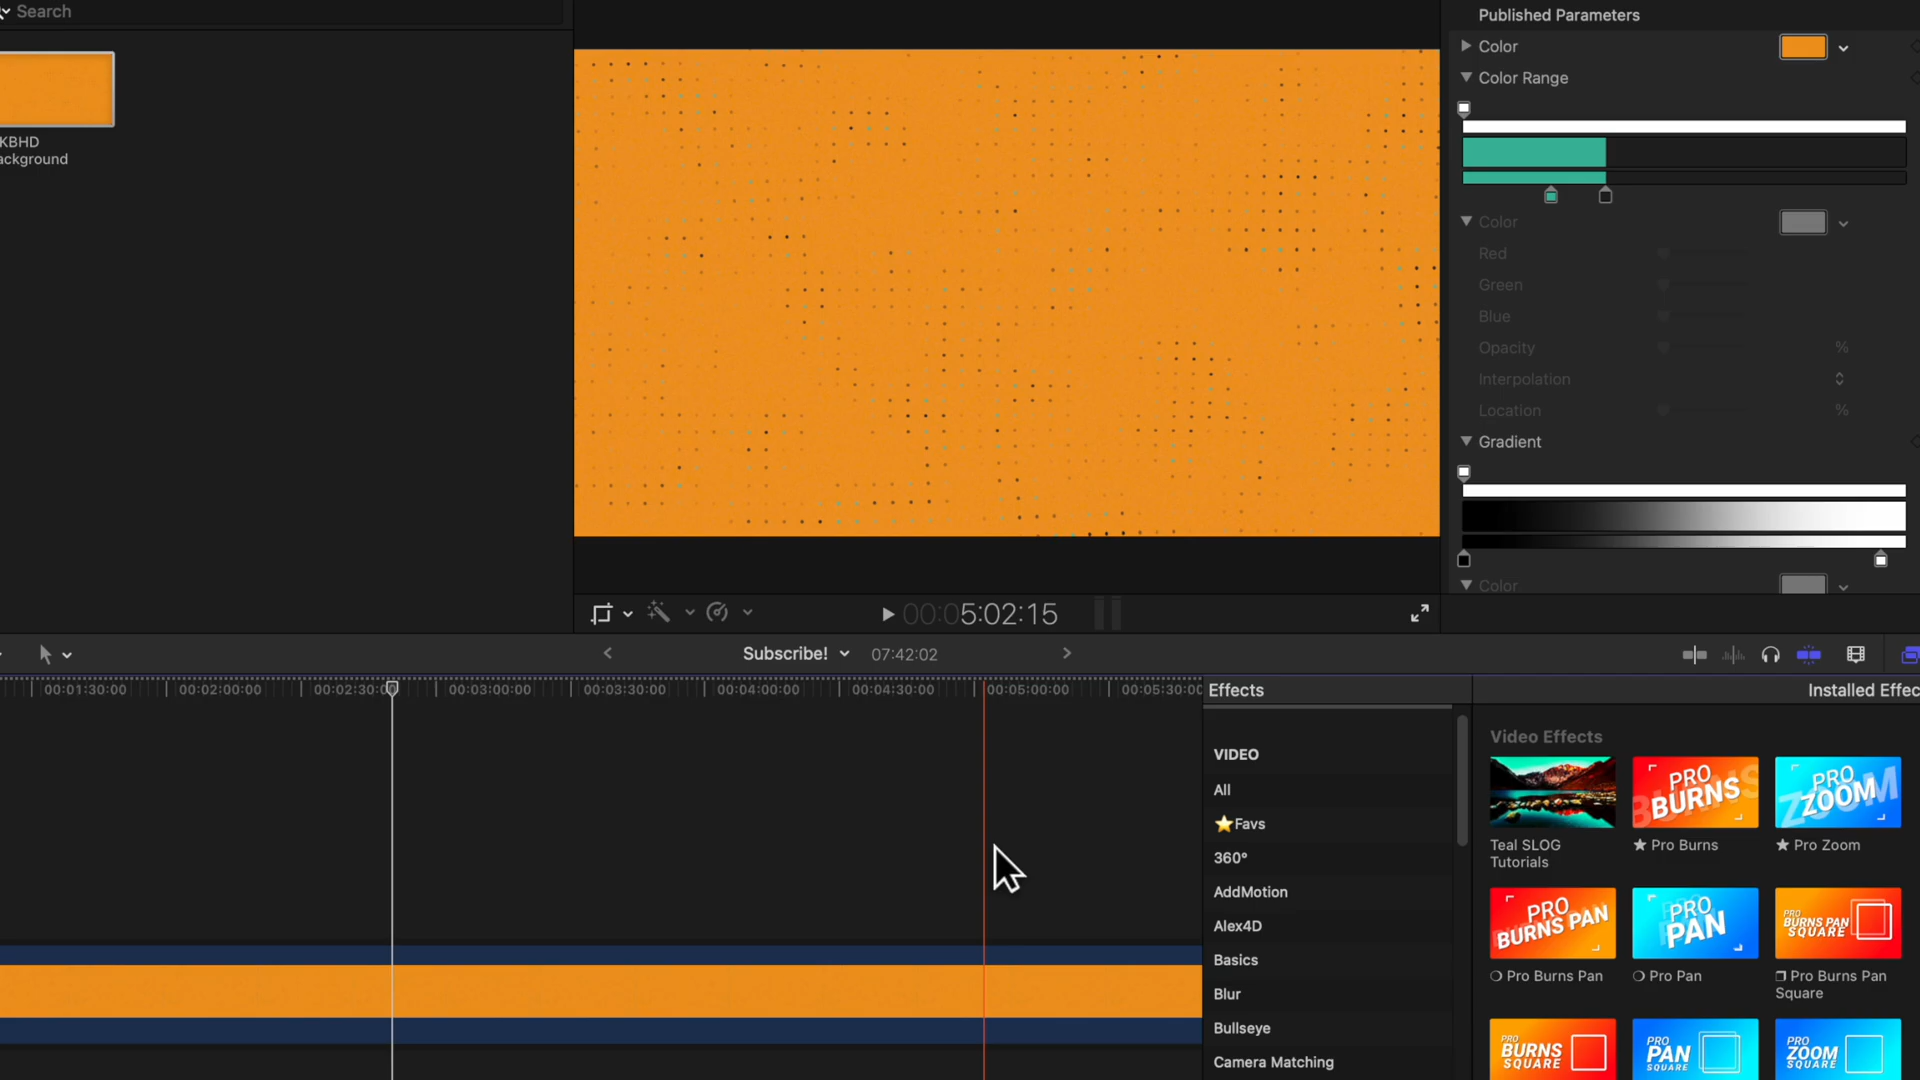 Search
KBHD
ackground
Published Parameters
Color
Color Range
Color
Red
Green
Blue
Opacity
%
Interpolation
Location
%
Gradient
Color
00:05:02:15
Subscribe!
07:42:02
00:01:30:00
00:02:00:00
00:02:30:0
00:03:00:00
00:03:30:00
00:04:00:00
00:04:30:00
00:05:00:00
00:05:30:00
Effects
Installed Effec
VIDEO
All
⭐Favs
360°
AddMotion
Alex4D
Basics
Blur
Bullseye
Camera Matching
Video Effects
PRO
BURNS
PRO
ZOOM
Teal SLOG
Tutorials
★ Pro Burns
★ Pro Zoom
PRO
BURNS PAN
PRO
PAN
PRO
BURNS PAN
SQUARE
❍ Pro Burns Pan
❍ Pro Pan
❐ Pro Burns Pan
Square
PRO
BURNS
SQUARE
PRO
PAN
SQUARE
PRO
ZOOM
SQUARE